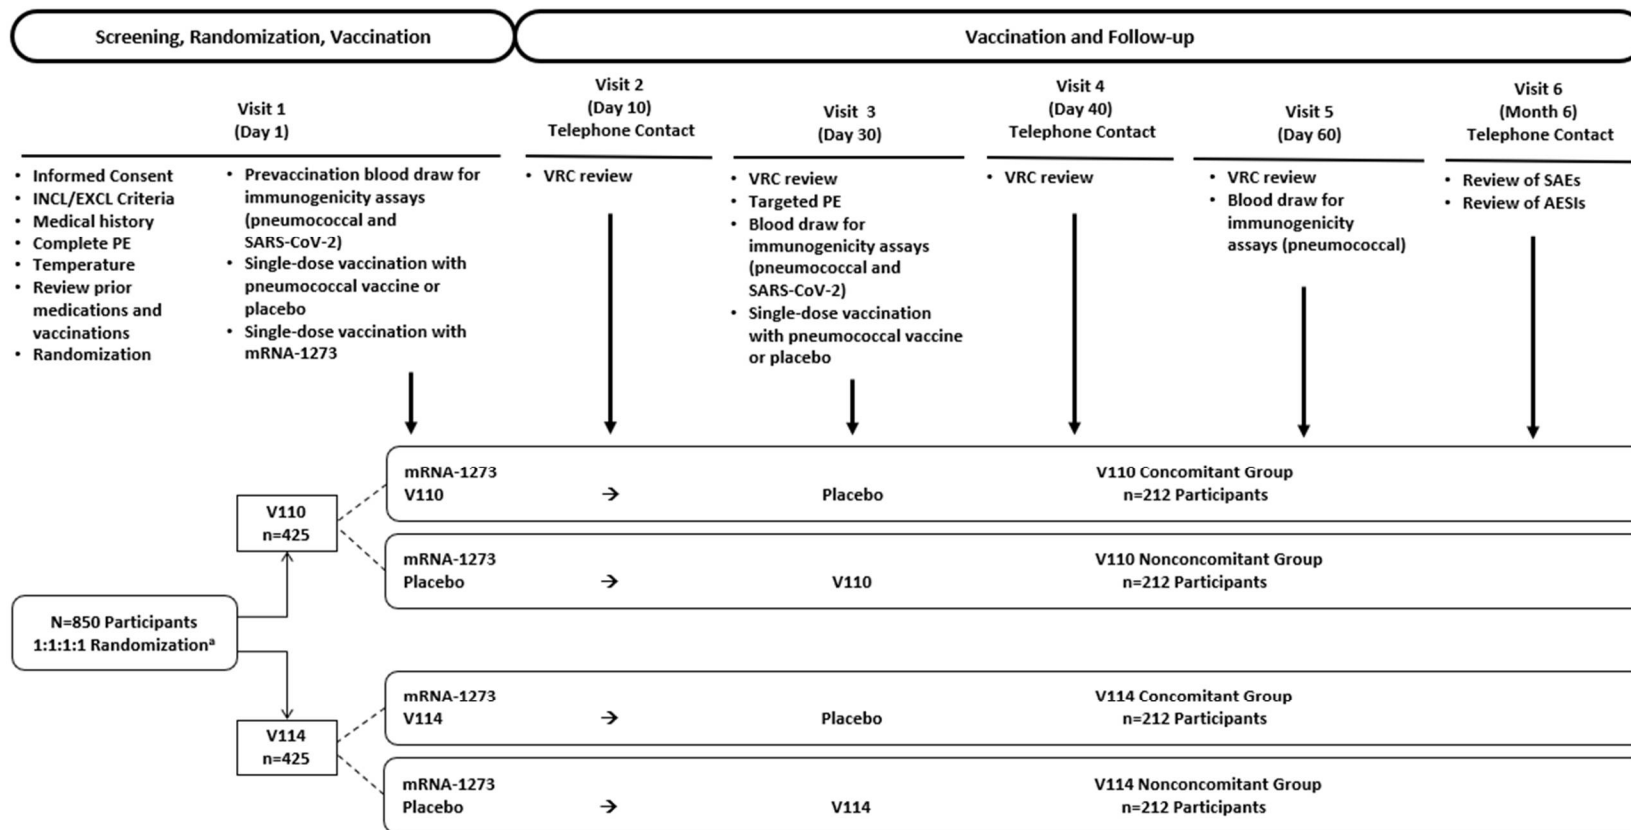 Screening, Randomization, Vaccination
Vaccination and Follow-up
Visit 1
(Day 1)
Visit 2
(Day 10)
Telephone Contact
Visit 3
(Day 30)
Visit 4
(Day 40)
Telephone Contact
Visit 5
(Day 60)
Visit 6
(Month 6)
Telephone Contact
• Informed Consent
• INCL/EXCL Criteria
• Medical history
• Complete PE
• Temperature
• Review prior
medications and
vaccinations
• Randomization
• Prevaccination blood draw for
immunogenicity assays
(pneumococcal and
SARS-CoV-2)
• Single-dose vaccination with
pneumococcal vaccine or
placebo
• Single-dose vaccination with
mRNA-1273
• VRC review
• VRC review
• Targeted PE
• Blood draw for
immunogenicity assays
(pneumococcal and
SARS-CoV-2)
• Single-dose vaccination
with pneumococcal vaccine
or placebo
• VRC review
• VRC review
• Blood draw for
immunogenicity
assays (pneumococcal)
• Review of SAEs
• Review of AESIs
N=850 Participants
1:1:1:1 Randomizationᵃ
V110
n=425
mRNA-1273
V110 → Placebo
V110 Concomitant Group
n=212 Participants
mRNA-1273
Placebo → V110
V110 Nonconcomitant Group
n=212 Participants
V114
n=425
mRNA-1273
V114 → Placebo
V114 Concomitant Group
n=212 Participants
mRNA-1273
Placebo → V114
V114 Nonconcomitant Group
n=212 Participants